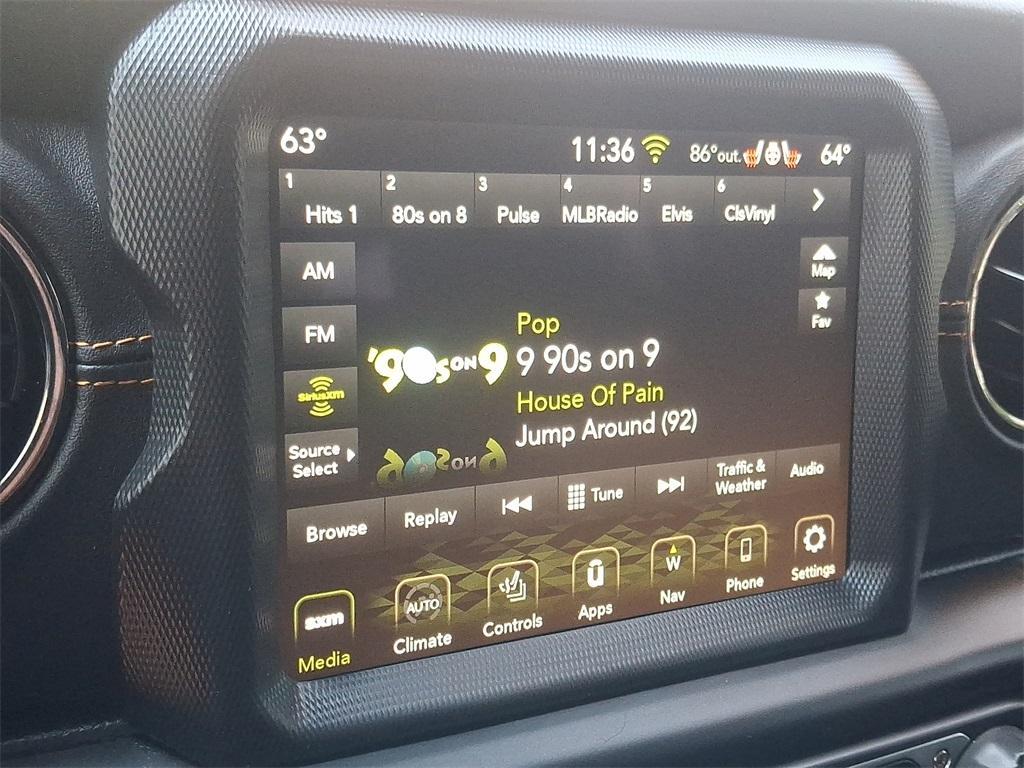 63° 11:36 86°out. 64°
1 2 3 4 5 6
Hits 1 80s on 8 Pulse MLBRadio Elvis ClsVinyl
AM
Map
FM
Fav
SiriusXM
Source
Select
'90s ON 9
Pop
9 90s on 9
House Of Pain
Jump Around (92)
Browse Replay Tune Traffic &
Weather Audio
sxm AUTO W
Media Climate Controls Apps Nav Phone Settings